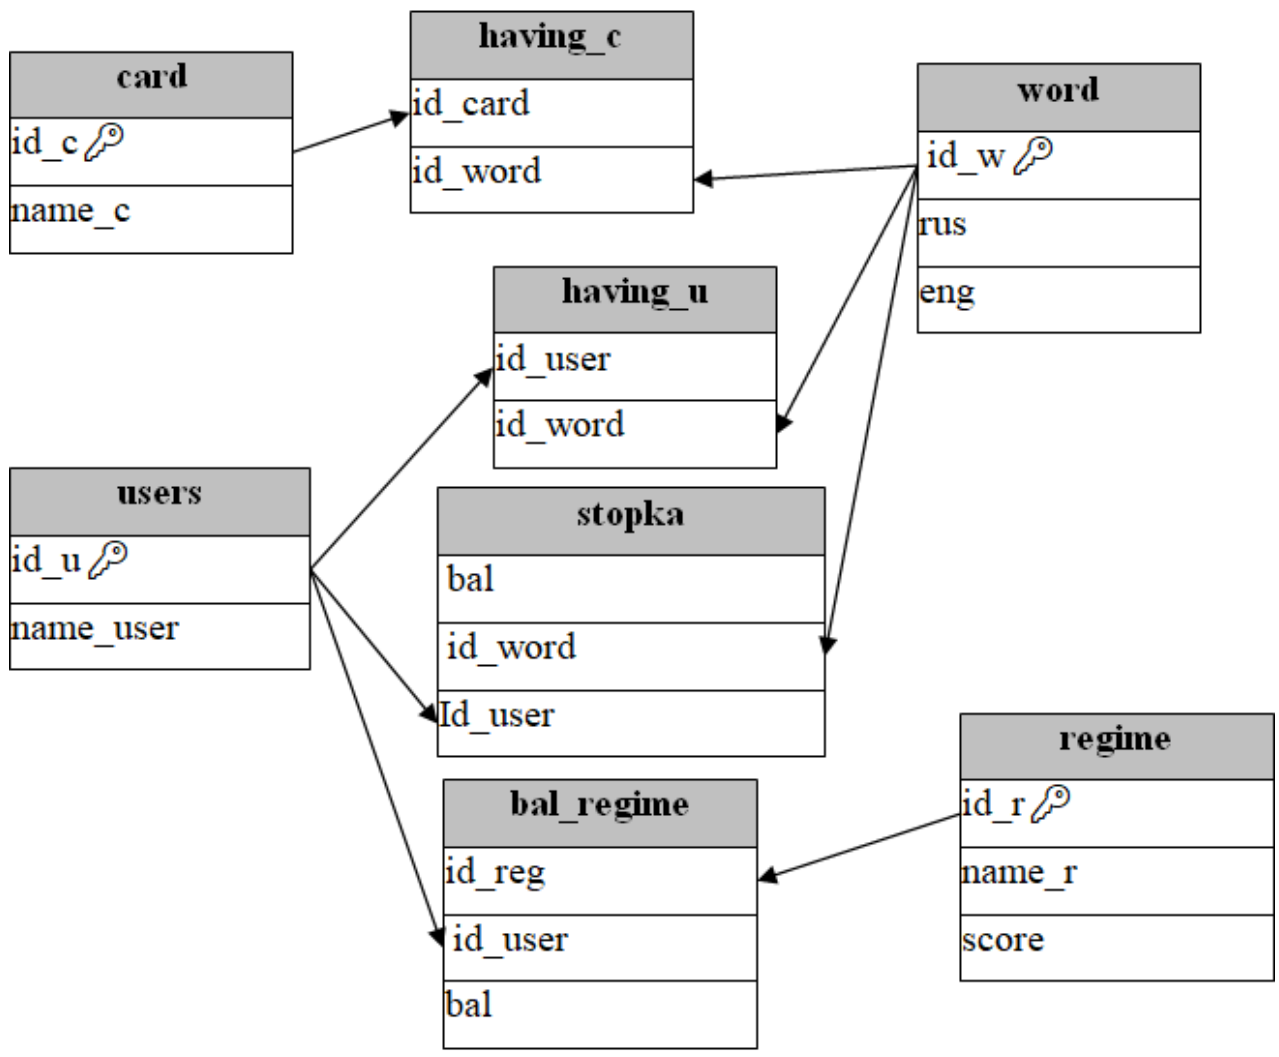 card
id_c
name_c
having_c
id_card
id_word
word
id_w
rus
eng
having_u
id_user
id_word
users
id_u
name_user
stopka
bal
id_word
Id_user
bal_regime
id_reg
id_user
bal
regime
id_r
name_r
score